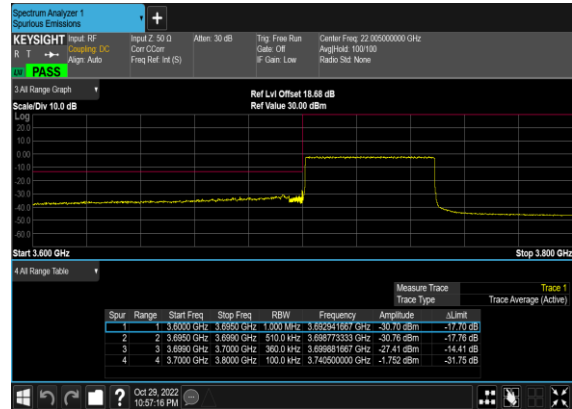 Spectrum Analyzer 1
Spurious Emissions
KEYSIGHT Input: RF Input Z: 50 Ω Atten: 30 dB Trig: Free Run Center Freq: 22.005000000 GHz
R T Coupling: DC Corr CCorr Gate: Off Avg|Hold: 100/100
Align: Auto Freq Ref: Int (S) IF Gain: Low Radio Std: None
PASS
3 All Range Graph
Ref Lvl Offset 18.68 dB
Scale/Div 10.0 dB Ref Value 30.00 dBm
Log
20.0
10.0
0.00
-10.0
-20.0
-30.0
-40.0
-50.0
-60.0
Start 3.600 GHz Stop 3.800 GHz
4 All Range Table
Measure Trace Trace 1
Trace Type Trace Average (Active)
Spur Range Start Freq Stop Freq RBW Frequency Amplitude ΔLimit
1 1 3.6000 GHz 3.6950 GHz 1.000 MHz 3.692941667 GHz -30.70 dBm -17.70 dB
2 2 3.6950 GHz 3.6990 GHz 510.0 kHz 3.698773333 GHz -30.76 dBm -17.76 dB
3 3 3.6990 GHz 3.7000 GHz 360.0 kHz 3.699881667 GHz -27.41 dBm -14.41 dB
4 4 3.7000 GHz 3.8000 GHz 100.0 kHz 3.740500000 GHz -1.752 dBm -31.75 dB
? Oct 29, 2022
10:57:16 PM